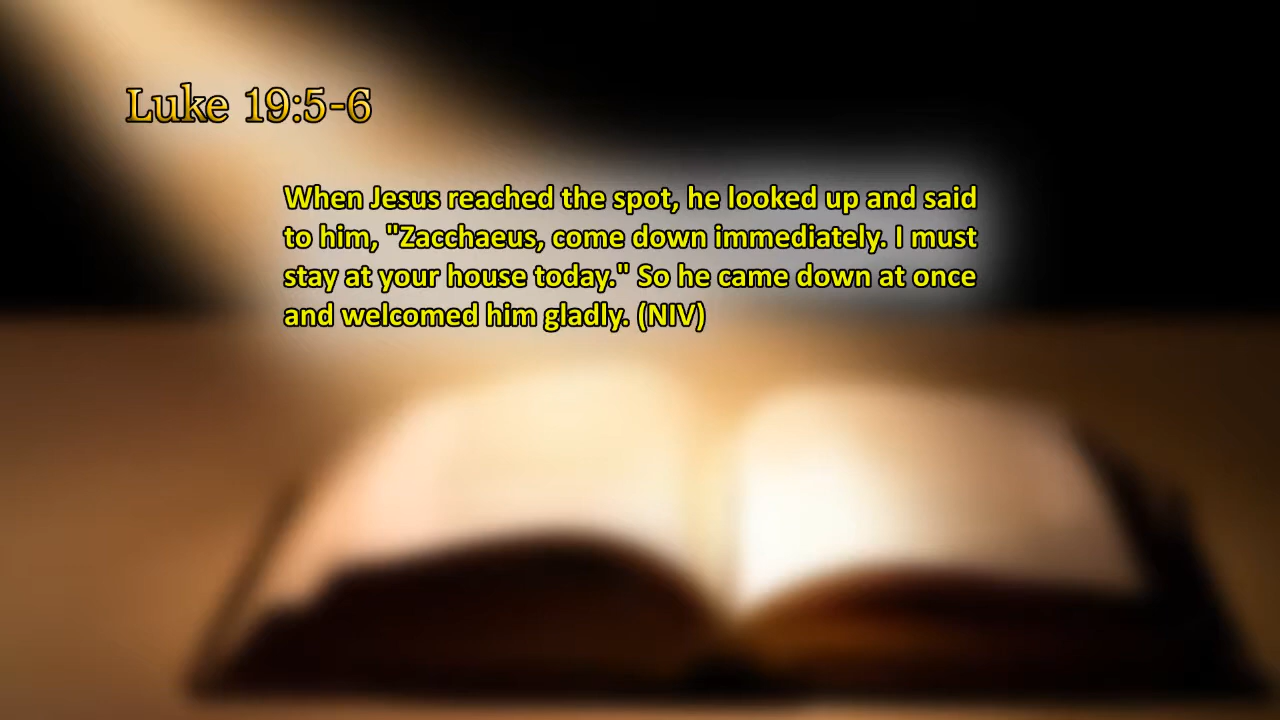 Luke 19:5-6
When Jesus reached the spot, he looked up and said
to him, "Zacchaeus, come down immediately. I must
stay at your house today." So he came down at once
and welcomed him gladly. (NIV)